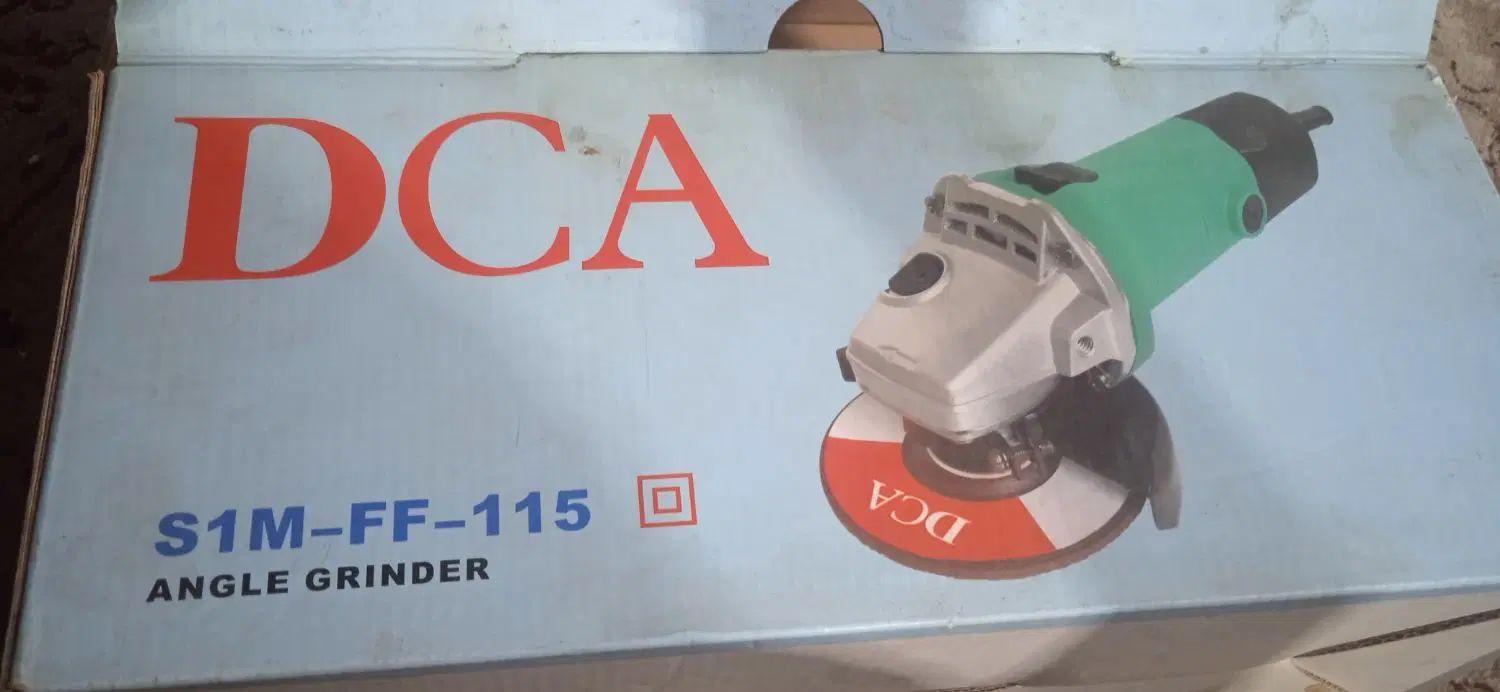 DCA
S1M-FF-115
ANGLE GRINDER
DCA